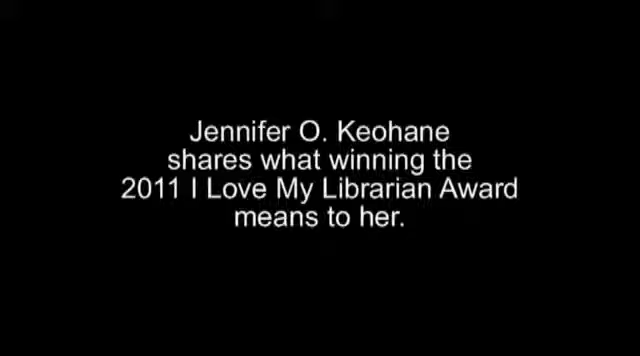 Jennifer O. Keohane
shares what winning the
2011 I Love My Librarian Award
means to her.